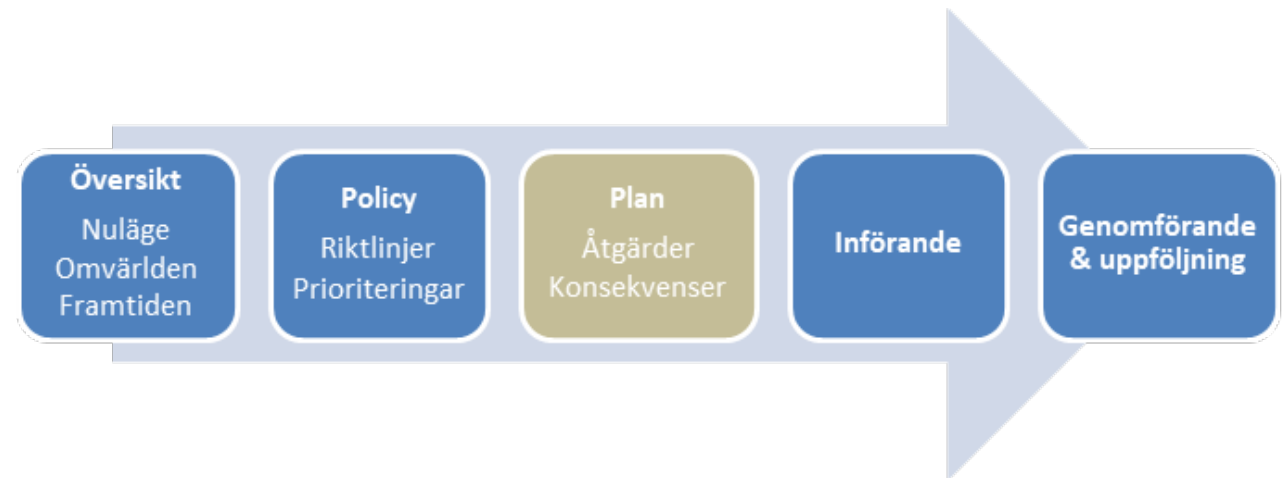 Översikt
Nuläge
Omvärlden
Framtiden
Policy
Riktlinjer
Prioriteringar
Plan
Åtgärder
Konsekvenser
Införande
Genomförande
& uppföljning